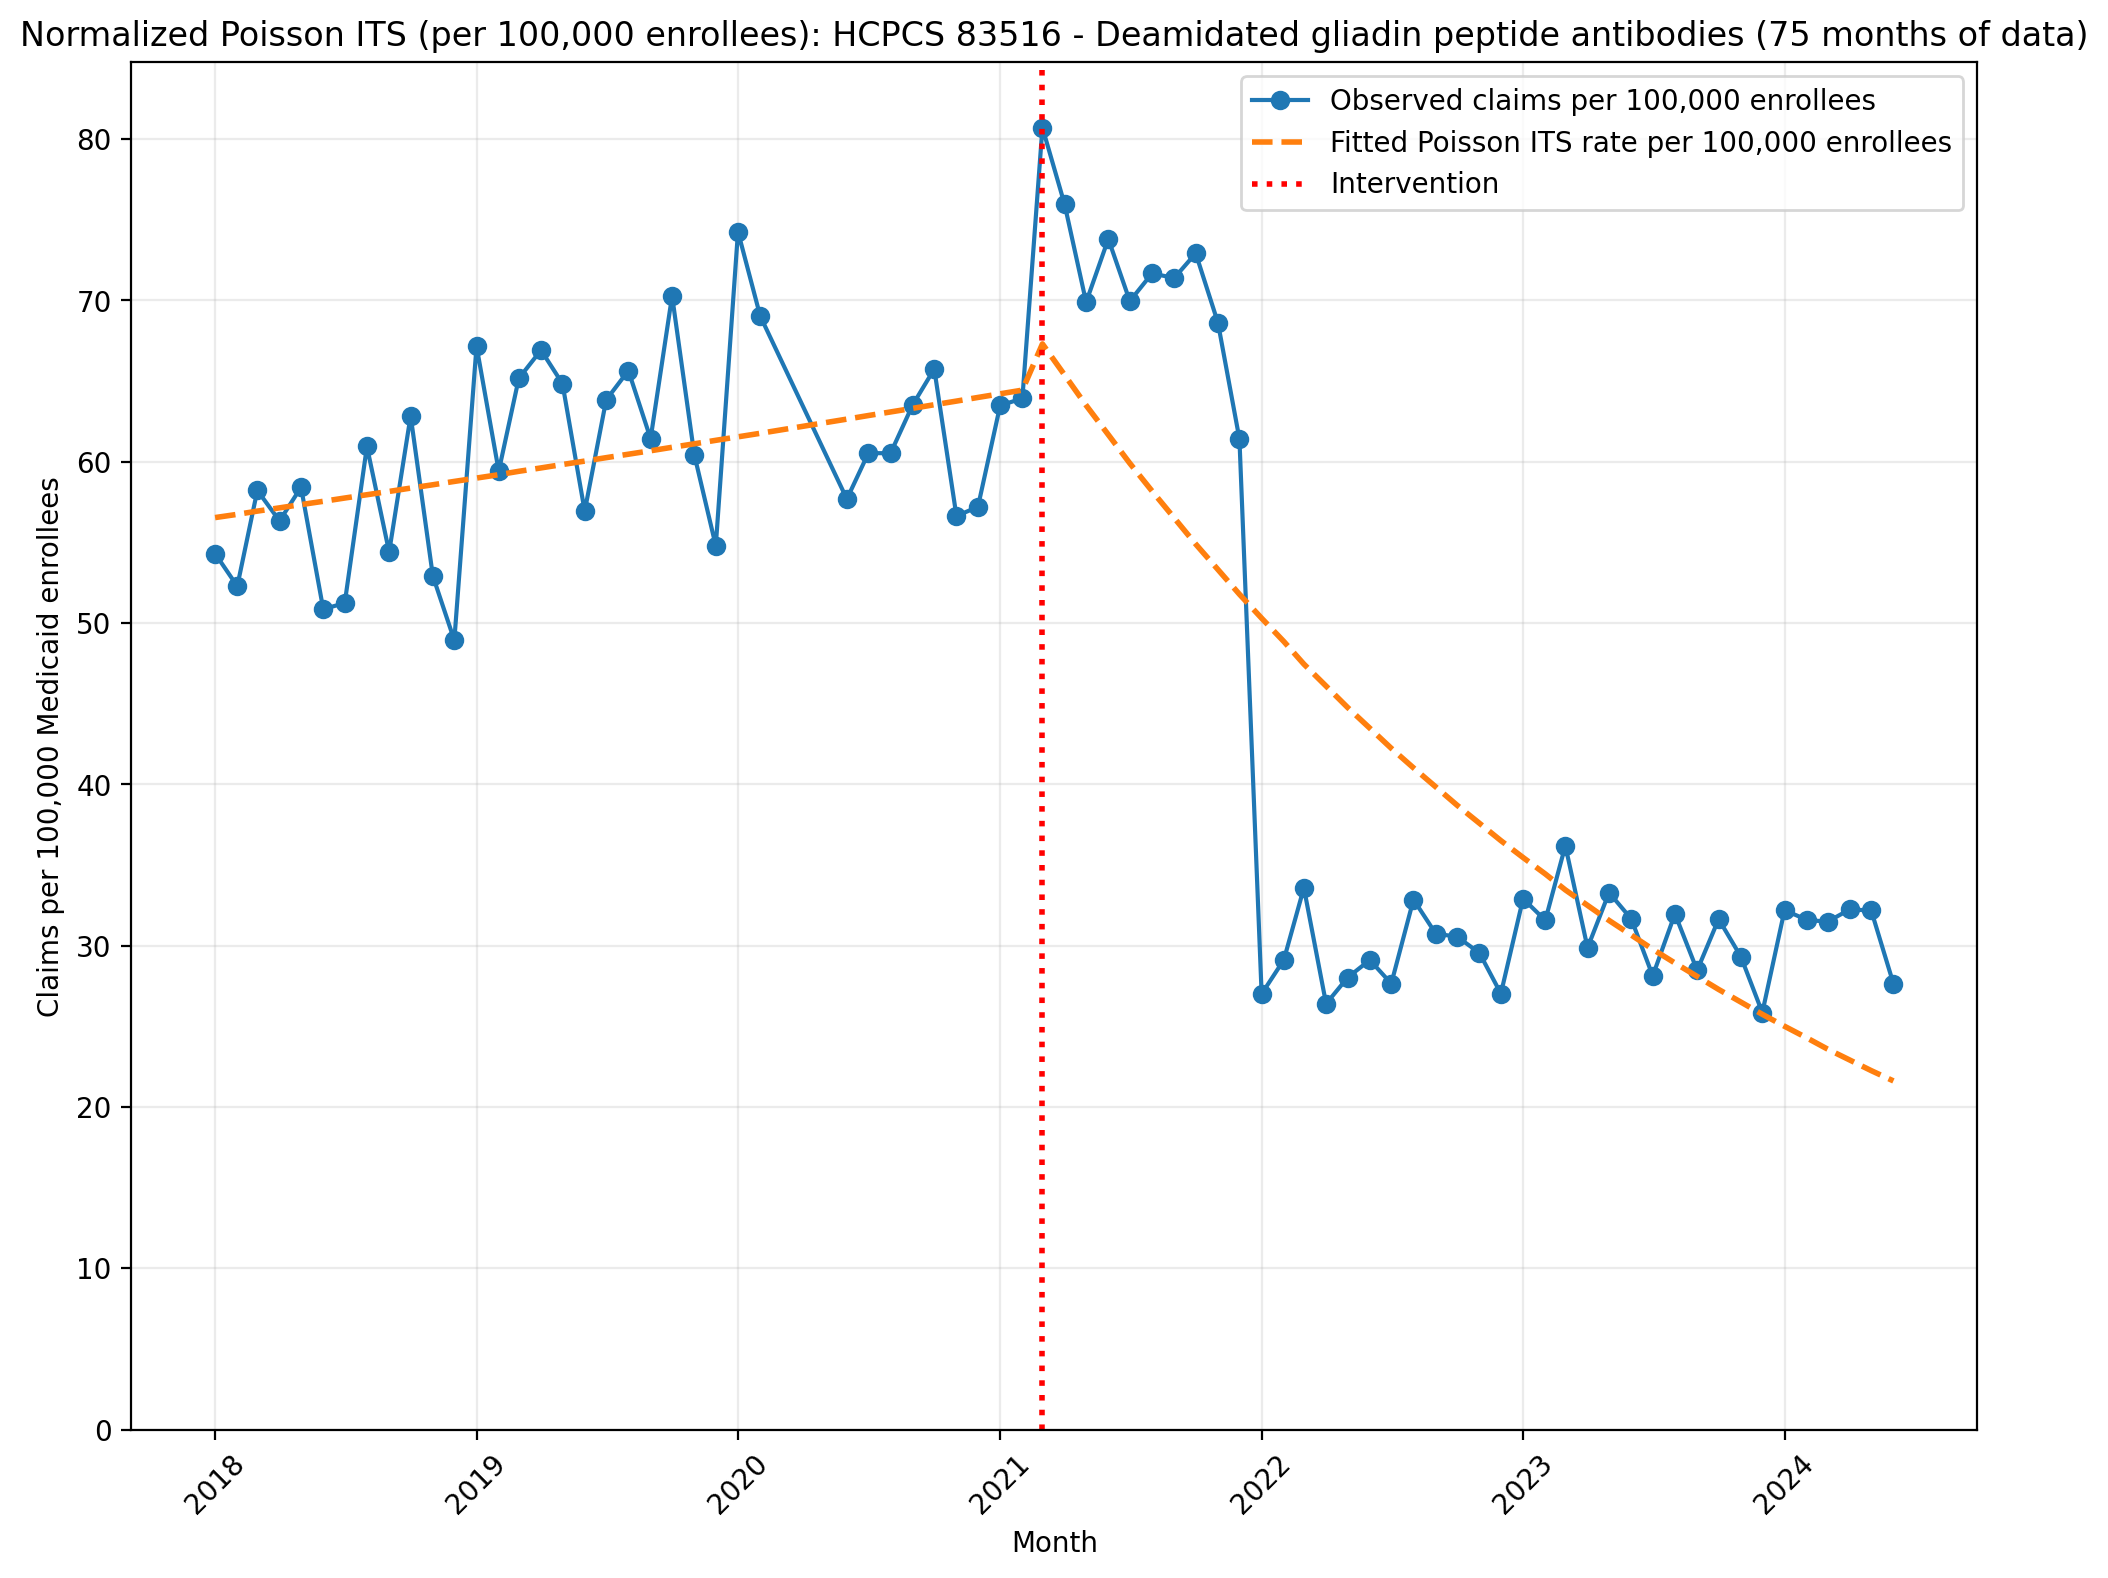 Normalized Poisson ITS (per 100,000 enrollees): HCPCS 83516 - Deamidated gliadin peptide antibodies (75 months of data)
Observed claims per 100,000 enrollees
Fitted Poisson ITS rate per 100,000 enrollees
Intervention
Claims per 100,000 Medicaid enrollees
80
70
60
50
40
30
20
10
0
2018
2019
2020
2021
2022
2023
2024
Month